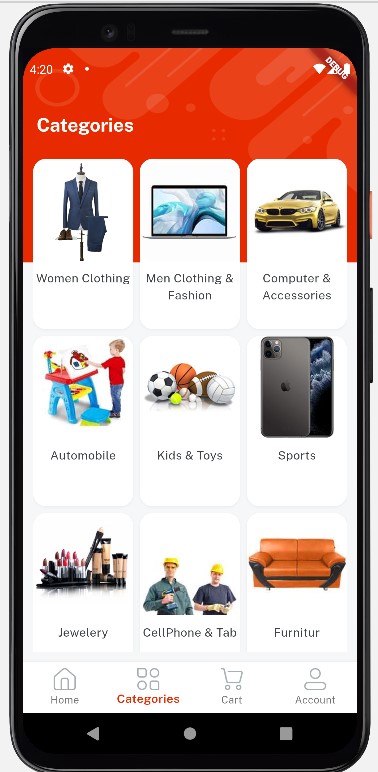 4:20
DEBUG
Categories
Women Clothing
Men Clothing &
Fashion
Computer &
Accessories
Automobile
Kids & Toys
Sports
Jewelery
CellPhone & Tab
Furnitur
Home
Categories
Cart
Account